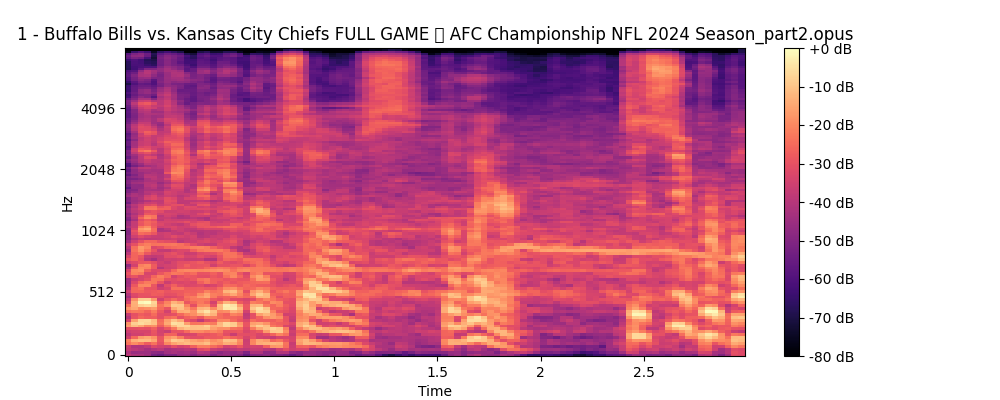 1 - Buffalo Bills vs. Kansas City Chiefs FULL GAME ▯ AFC Championship NFL 2024 Season_part2.opus
+0 dB
-10 dB
-20 dB
-30 dB
-40 dB
-50 dB
-60 dB
-70 dB
-80 dB
4096
2048
1024
512
0
Hz
0
0.5
1
1.5
2
2.5
Time